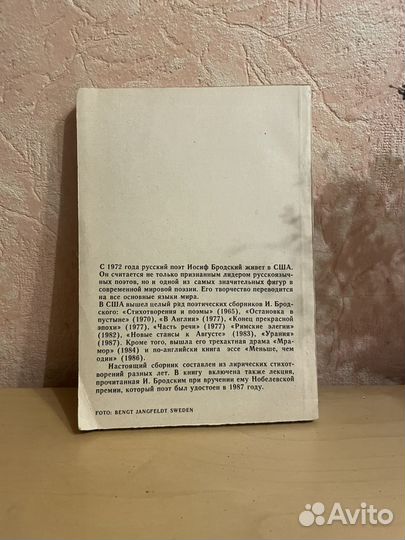 С 1972 года русский поэт Иосиф Бродский живет в США.
Он считается не только признанным лидером русскоязыч-
ных поэтов, но и одной из самых значительных фигур в
современной мировой поэзии. Его творчество переводится
на все основные языки мира.
В США вышел целый ряд поэтических сборников И. Брод-
ского: «Стихотворения и поэмы» (1965), «Остановка в
пустыне» (1970), «В Англии» (1977), «Конец прекрасной
эпохи» (1977), «Часть речи» (1977) «Римские элегии»
(1982), «Новые стансы к Августе» (1983), «Урания»
(1987). Кроме того, вышла его трехактная драма «Мра-
мор» (1984) и по-английски книга эссе «Меньше, чем
один» (1986).
Настоящий сборник составлен из лирических стихот-
ворений разных лет. В книгу включена также лекция,
прочитанная И. Бродским при вручении ему Нобелевской
премии, которой поэт был удостоен в 1987 году.
FOTO: BENGT JANGFELDT SWEDEN
Avito